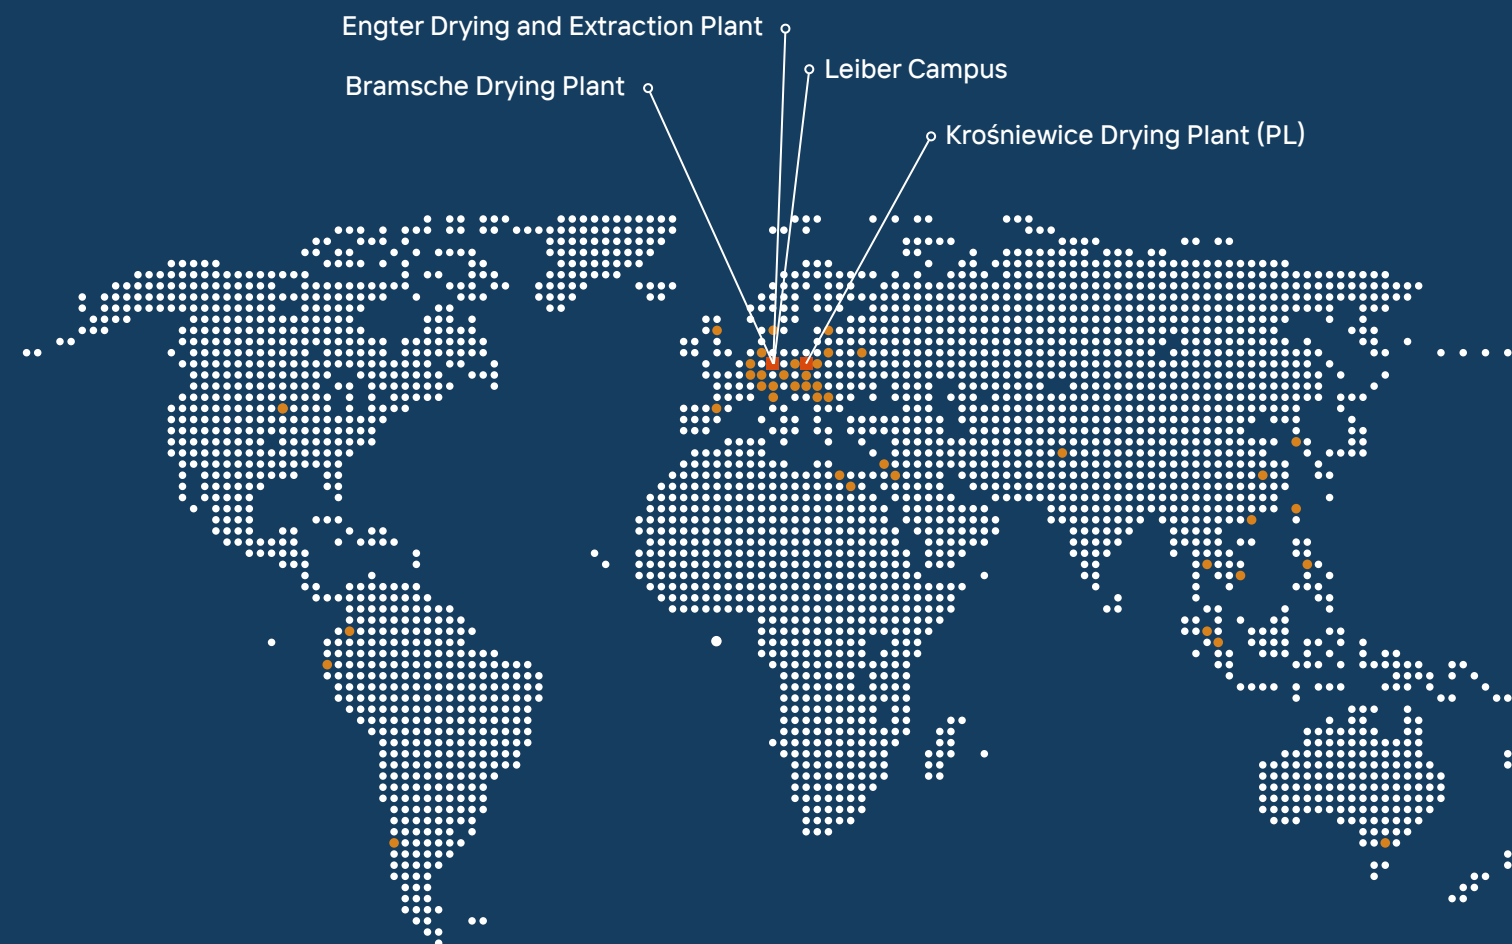 Engter Drying and Extraction Plant
Leiber Campus
Bramsche Drying Plant
Krośniewice Drying Plant (PL)